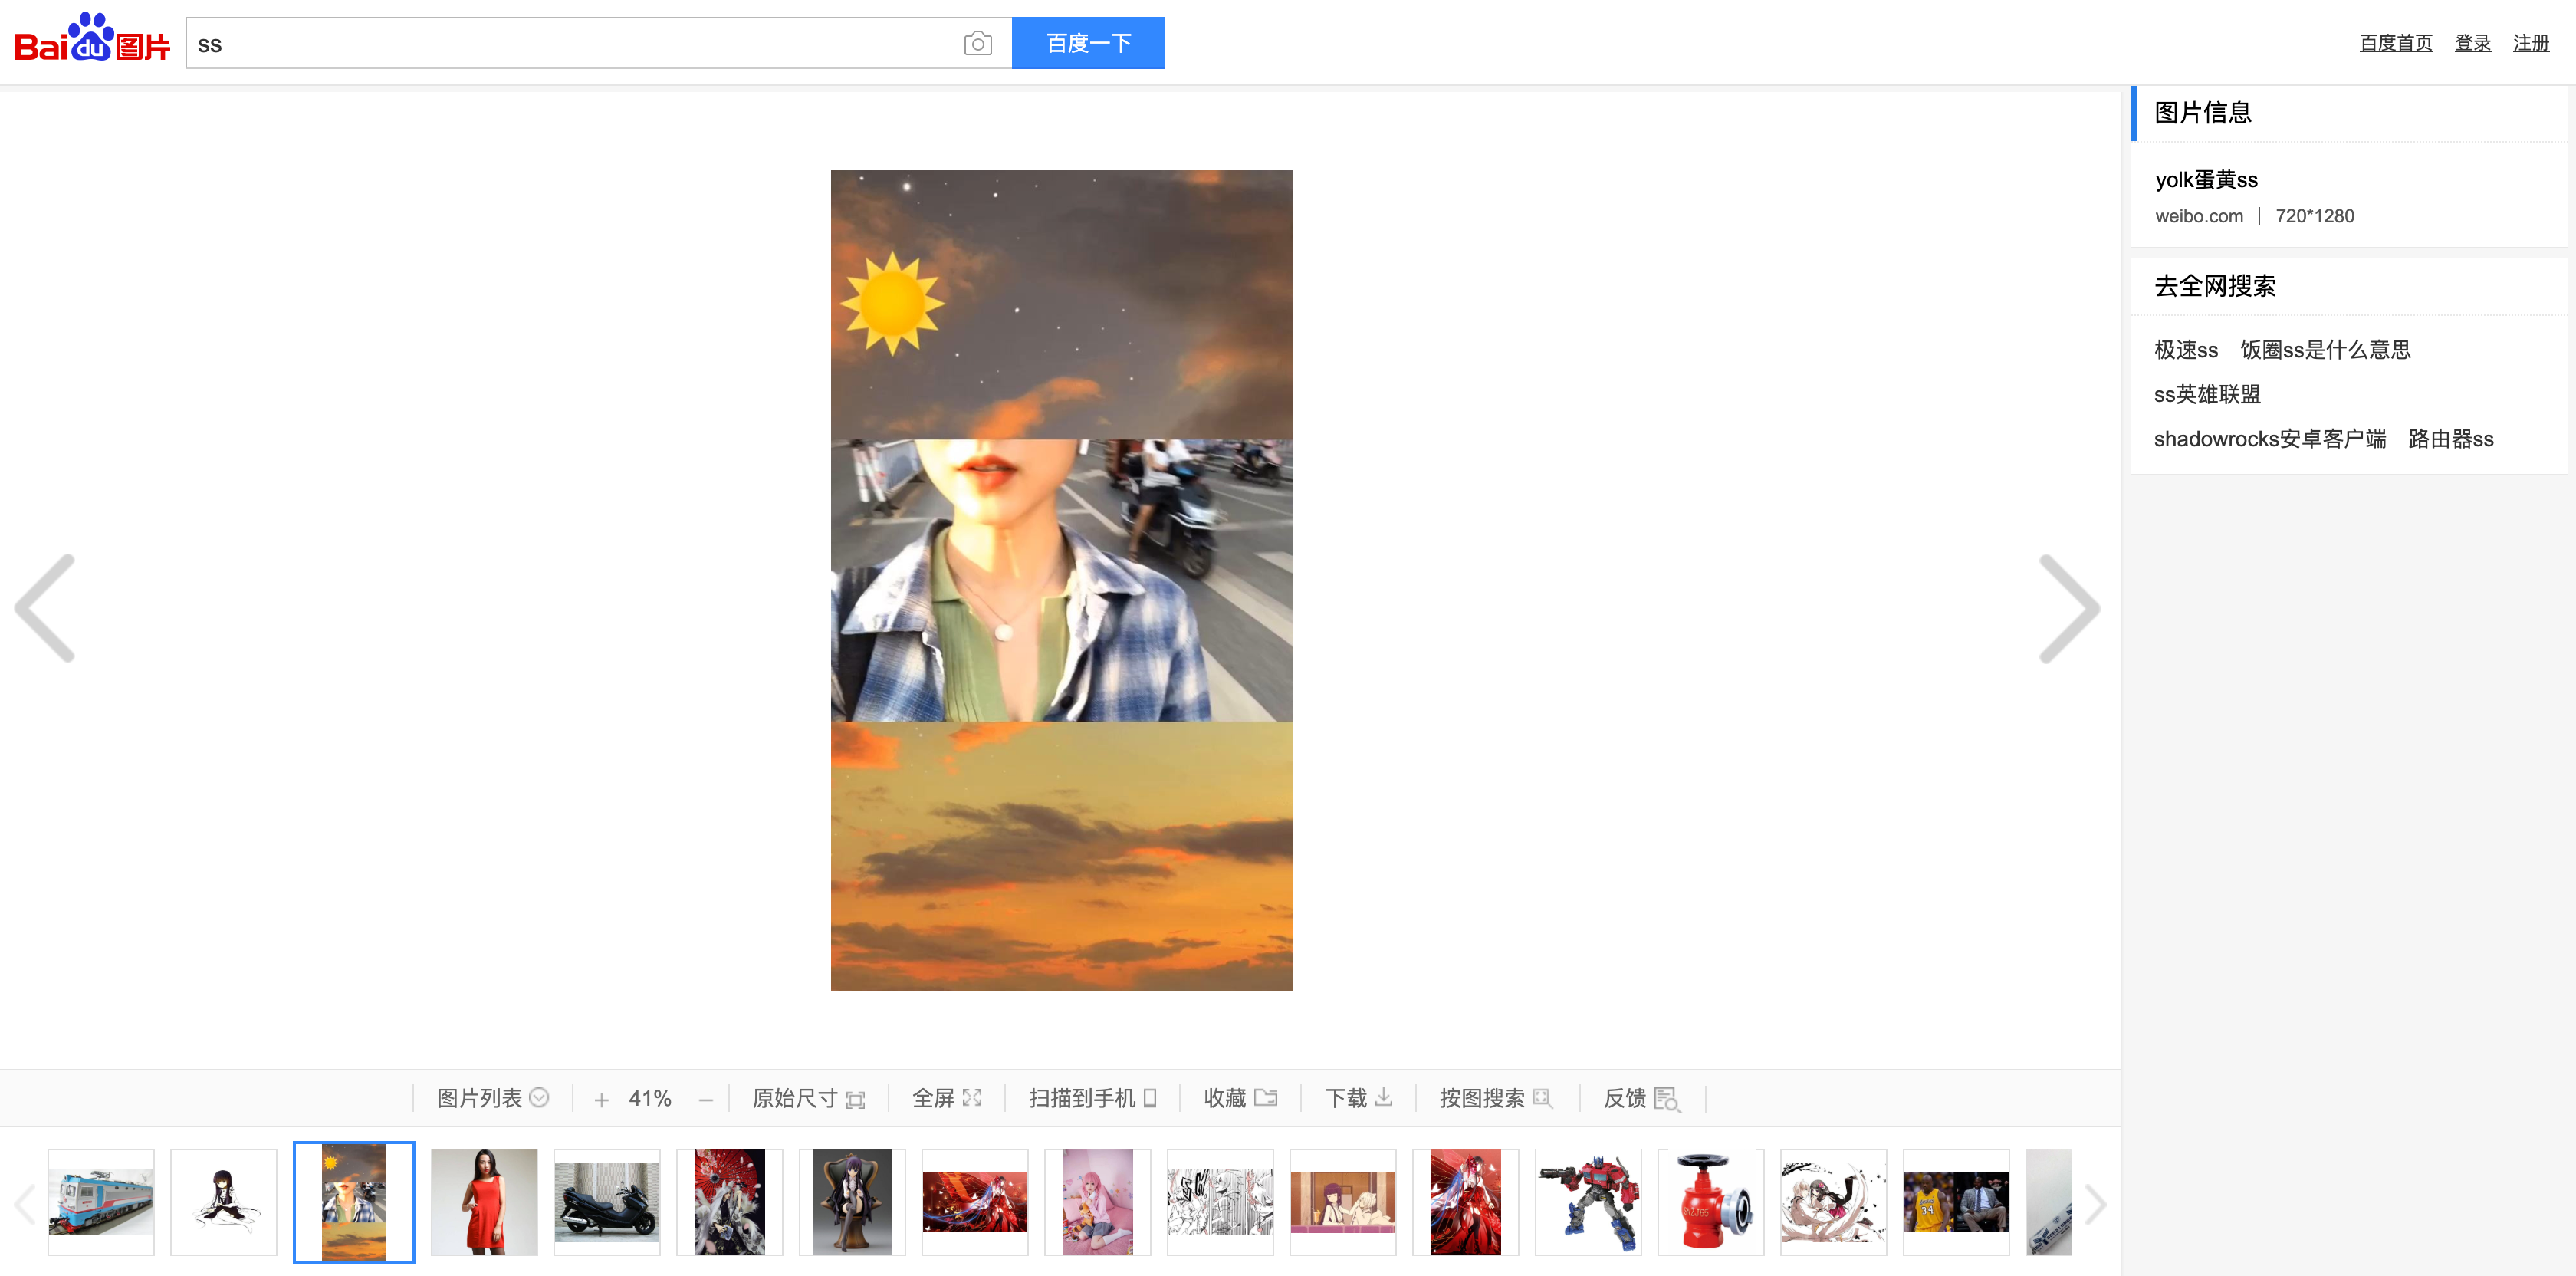 Bai du 图片
ss
百度一下
百度首页 登录 注册
图片信息
yolk蛋黄ss
weibo.com | 720*1280
去全网搜索
极速ss 饭圈ss是什么意思
ss英雄联盟
shadowrocks安卓客户端 路由器ss
图片列表 + 41% － 原始尺寸 全屏 扫描到手机 收藏 下载 按图搜索 反馈
34